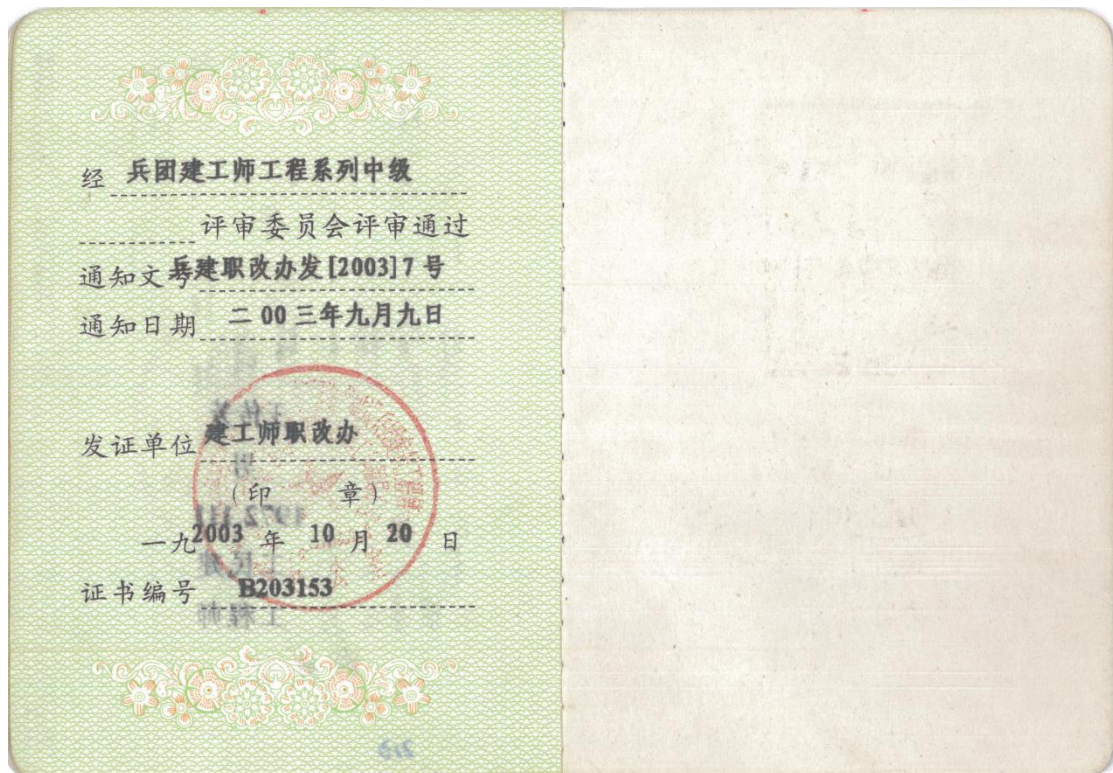 经 兵团建工师工程系列中级
评审委员会评审通过
通知文号兵建职改办发[2003]7号
通知日期 二00三年九月九日
发证单位 建工师职改办
（印 章）
一九2003 年 10 月 20 日
证书编号 B203153